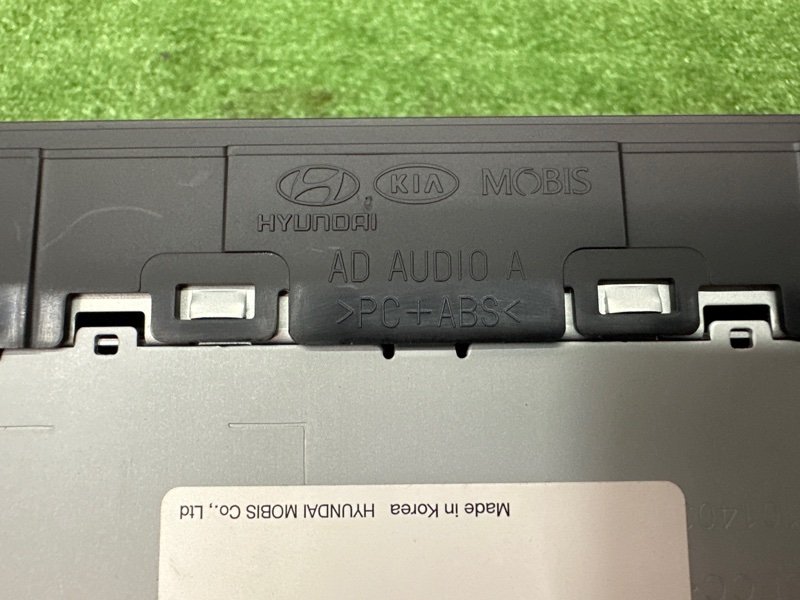 KIA MOBIS
HYUNDAI
AD AUDIO A
>PC+ABS<
Made in Korea HYUNDAI MOBIS Co., Ltd